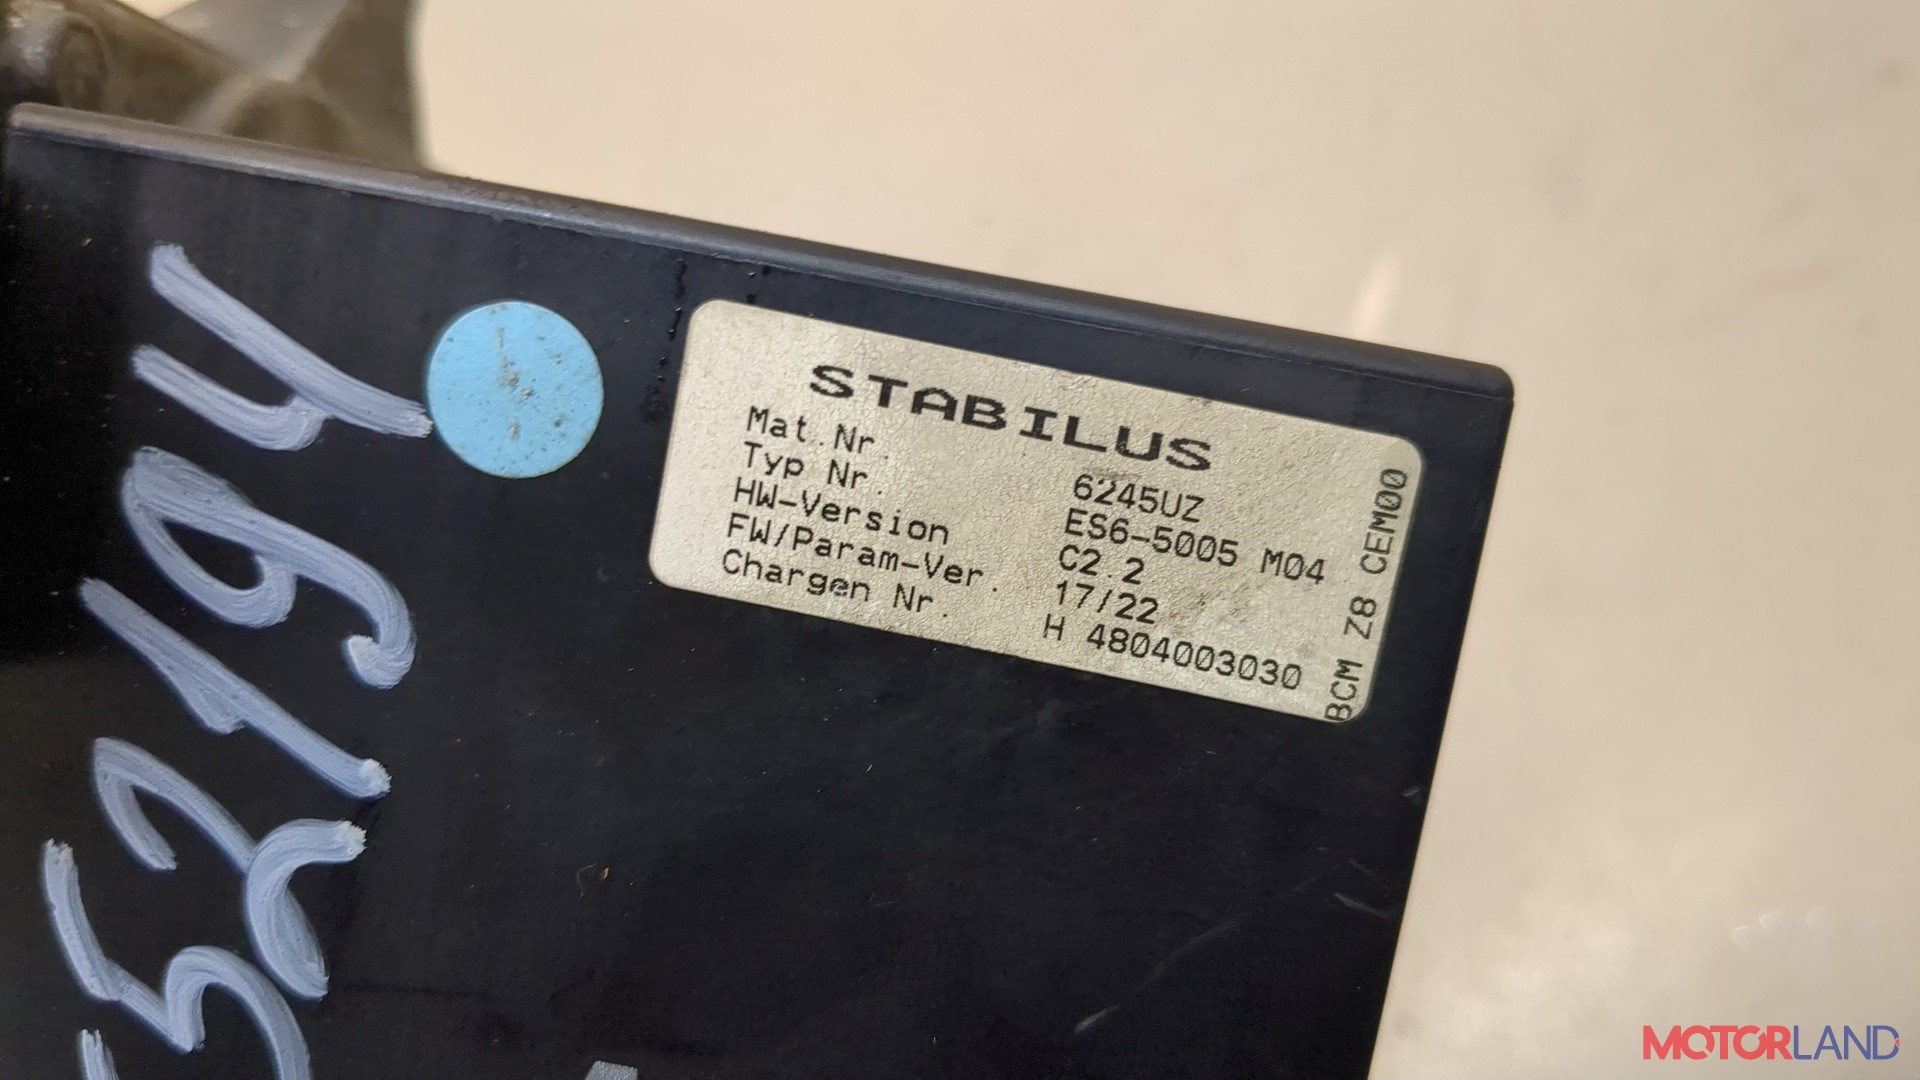 STABILUS
Mat.Nr. 6245UZ
Typ Nr. ES6-5005 M04
HW-Version C2.2
FW/Param-Ver. 17/22
Chargen Nr. H 4804003030
BCM Z8 CEM00
52194
MOTORLAND